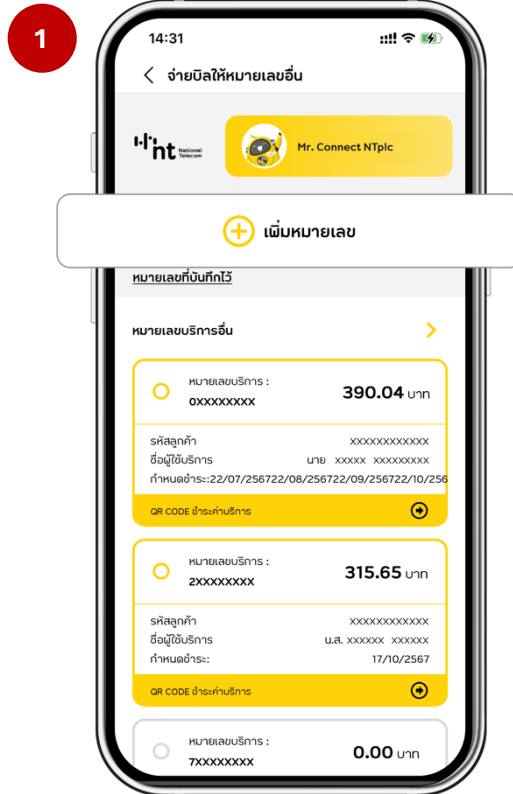 1
14:31
จ่ายบิลให้หมายเลขอื่น
nt National Telecom
Mr. Connect NTplc
เพิ่มหมายเลข
หมายเลขที่บันทึกไว้
หมายเลขบริการอื่น
หมายเลขบริการ :
0XXXXXXXX
390.04 บาท
รหัสลูกค้า xxxxxxxxxxxx
ชื่อผู้ใช้บริการ นาย xxxxx xxxxxxxxx
กำหนดชำระ:22/07/256722/08/256722/09/256722/10/256
QR CODE ชำระค่าบริการ
หมายเลขบริการ :
2XXXXXXXX
315.65 บาท
รหัสลูกค้า xxxxxxxxxxxx
ชื่อผู้ใช้บริการ น.ส. xxxxxx xxxxxx
กำหนดชำระ: 17/10/2567
QR CODE ชำระค่าบริการ
หมายเลขบริการ :
7XXXXXXXX
0.00 บาท